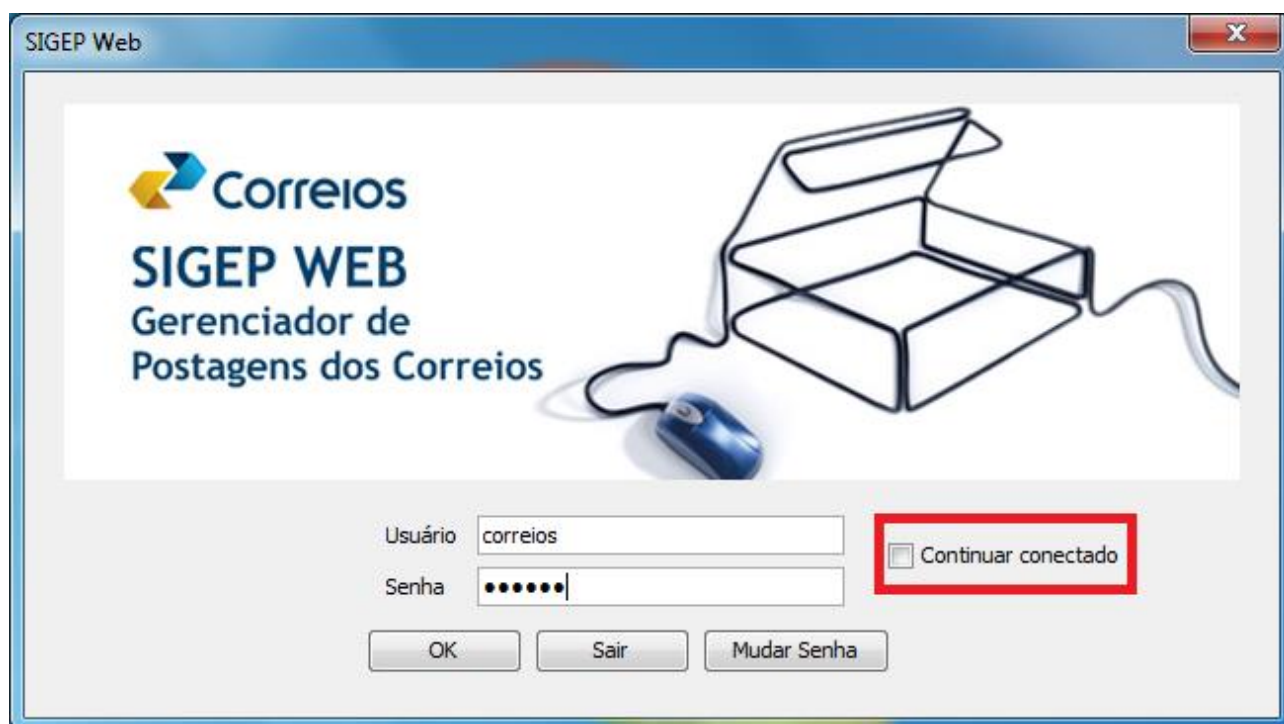 SIGEP Web
x
Correios
SIGEP WEB
Gerenciador de
Postagens dos Correios
Usuário correios
Continuar conectado
Senha ●●●●●●
OK Sair Mudar Senha